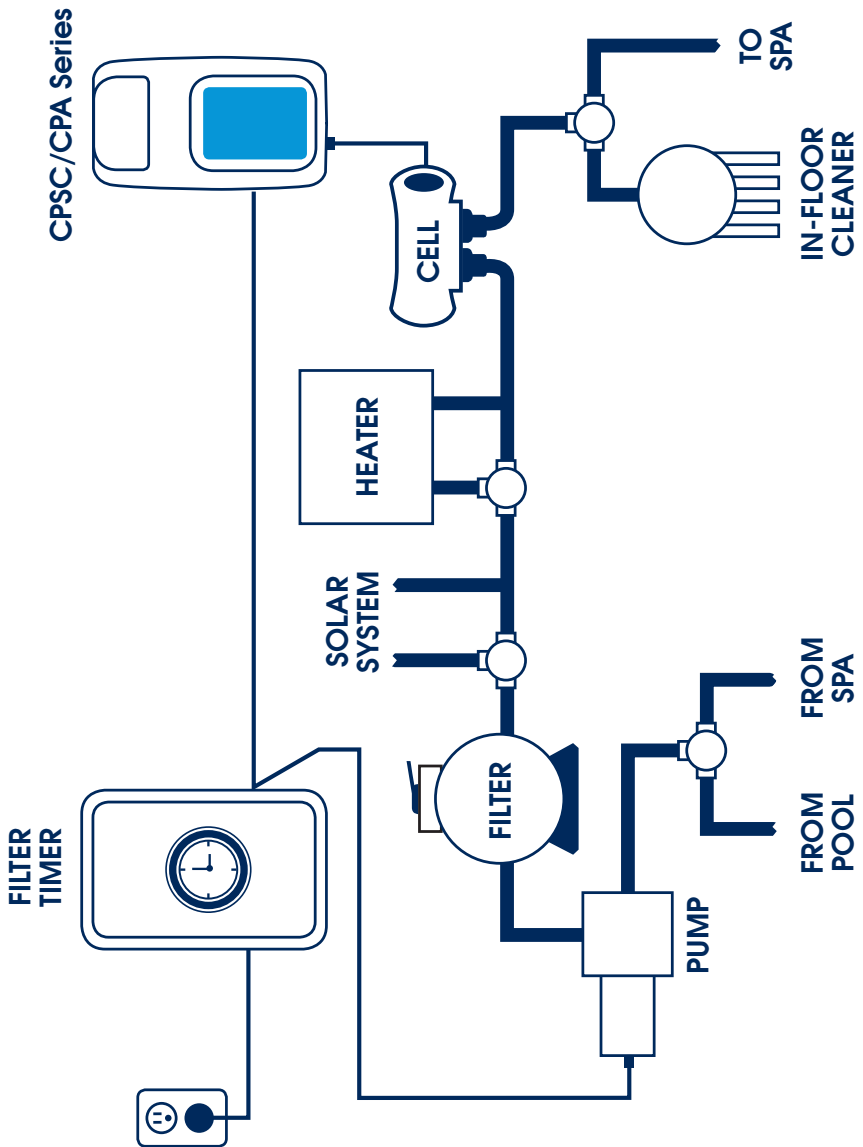 FILTER
TIMER
CPSC/CPA Series
SOLAR
SYSTEM
HEATER
CELL
FILTER
PUMP
FROM
POOL
FROM
SPA
IN-FLOOR
CLEANER
TO
SPA